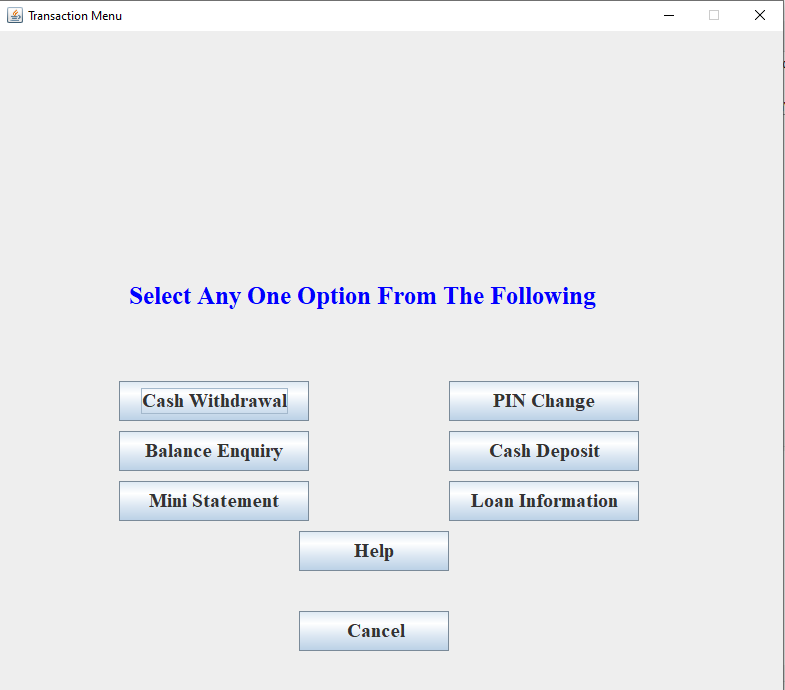 Transaction Menu
Select Any One Option From The Following
Cash Withdrawal
PIN Change
Balance Enquiry
Cash Deposit
Mini Statement
Loan Information
Help
Cancel